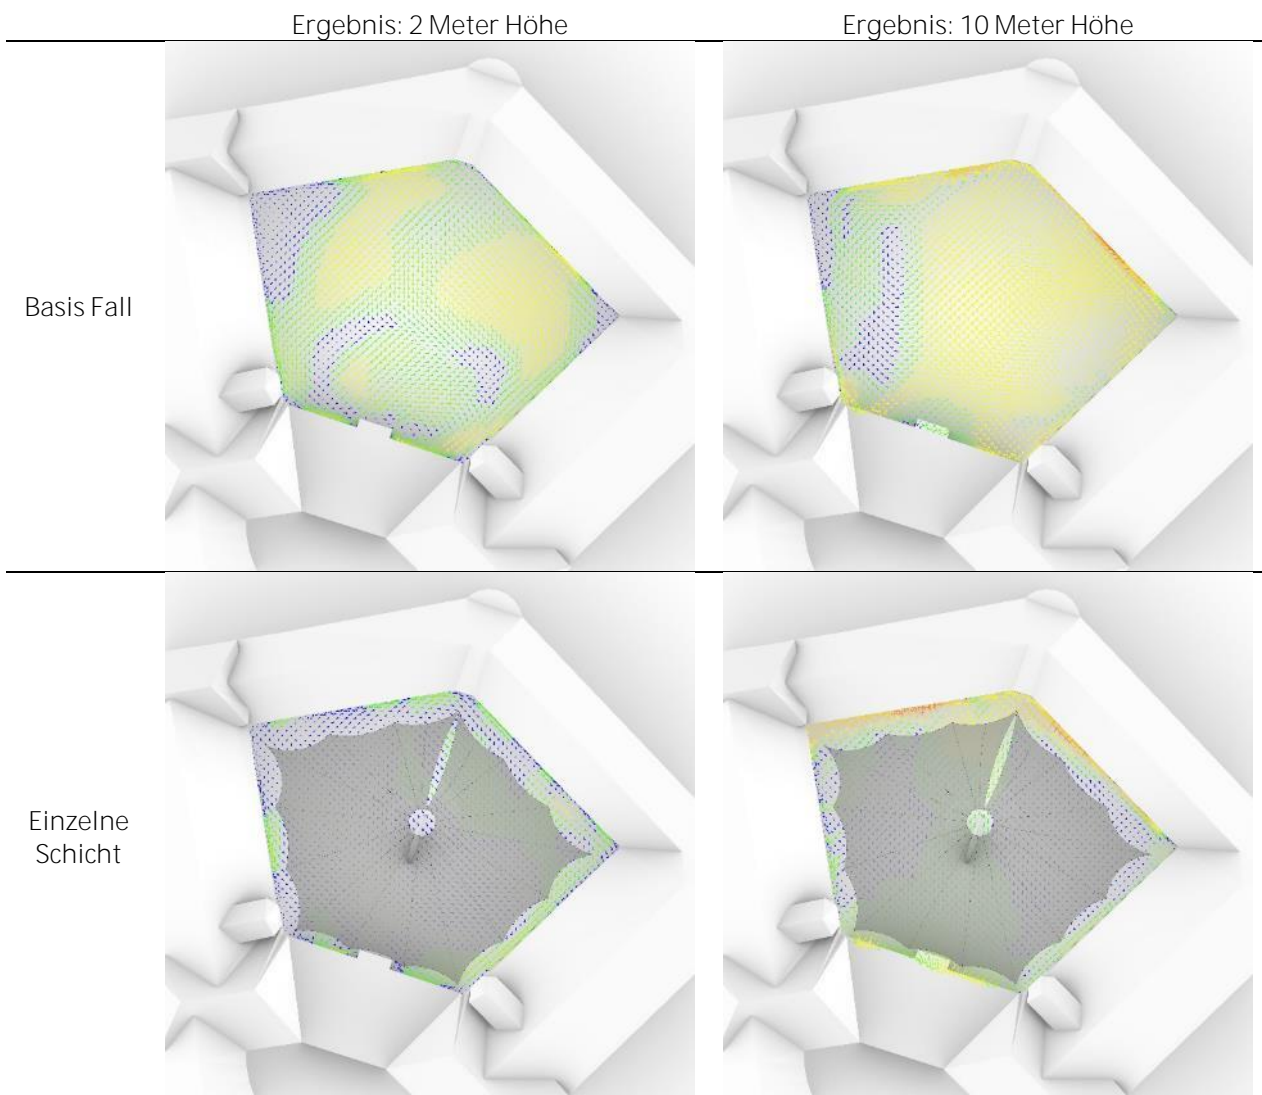 Ergebnis: 2 Meter Höhe
Ergebnis: 10 Meter Höhe
Basis Fall
Einzelne
Schicht